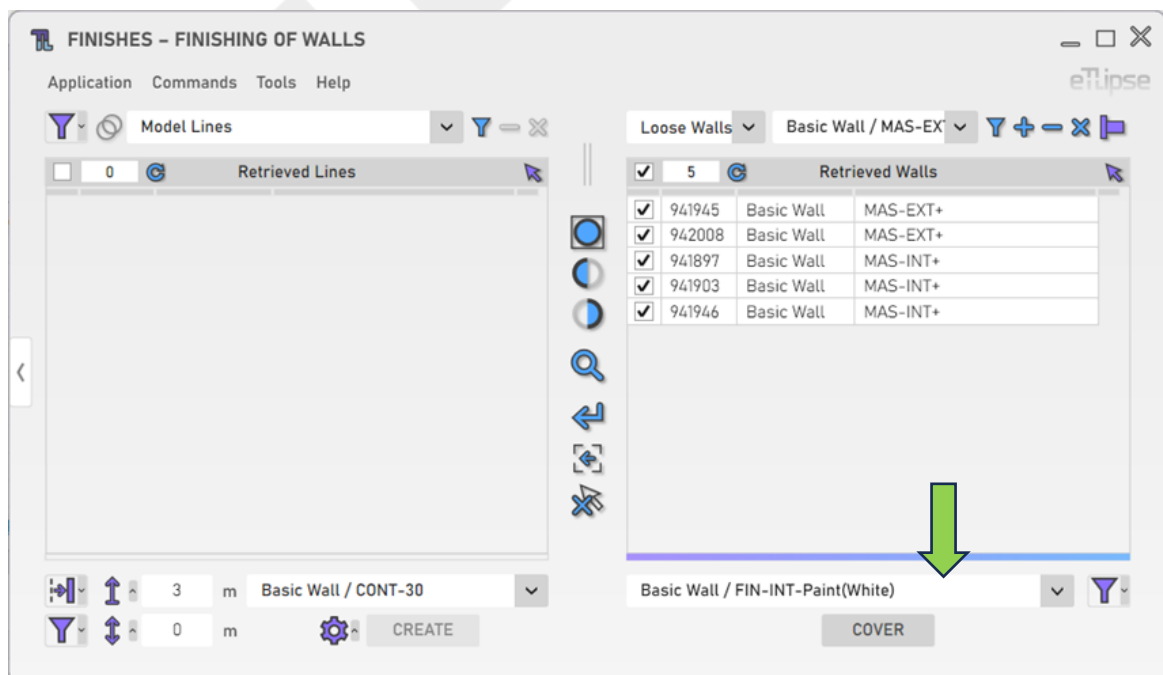 FINISHES – FINISHING OF WALLS
Application Commands Tools Help
eTLipse
Model Lines
Loose Walls
Basic Wall / MAS-EX
0 Retrieved Lines
5 Retrieved Walls
941945 Basic Wall MAS-EXT+
942008 Basic Wall MAS-EXT+
941897 Basic Wall MAS-INT+
941903 Basic Wall MAS-INT+
941946 Basic Wall MAS-INT+
3 m Basic Wall / CONT-30
Basic Wall / FIN-INT-Paint(White)
0 m CREATE
COVER